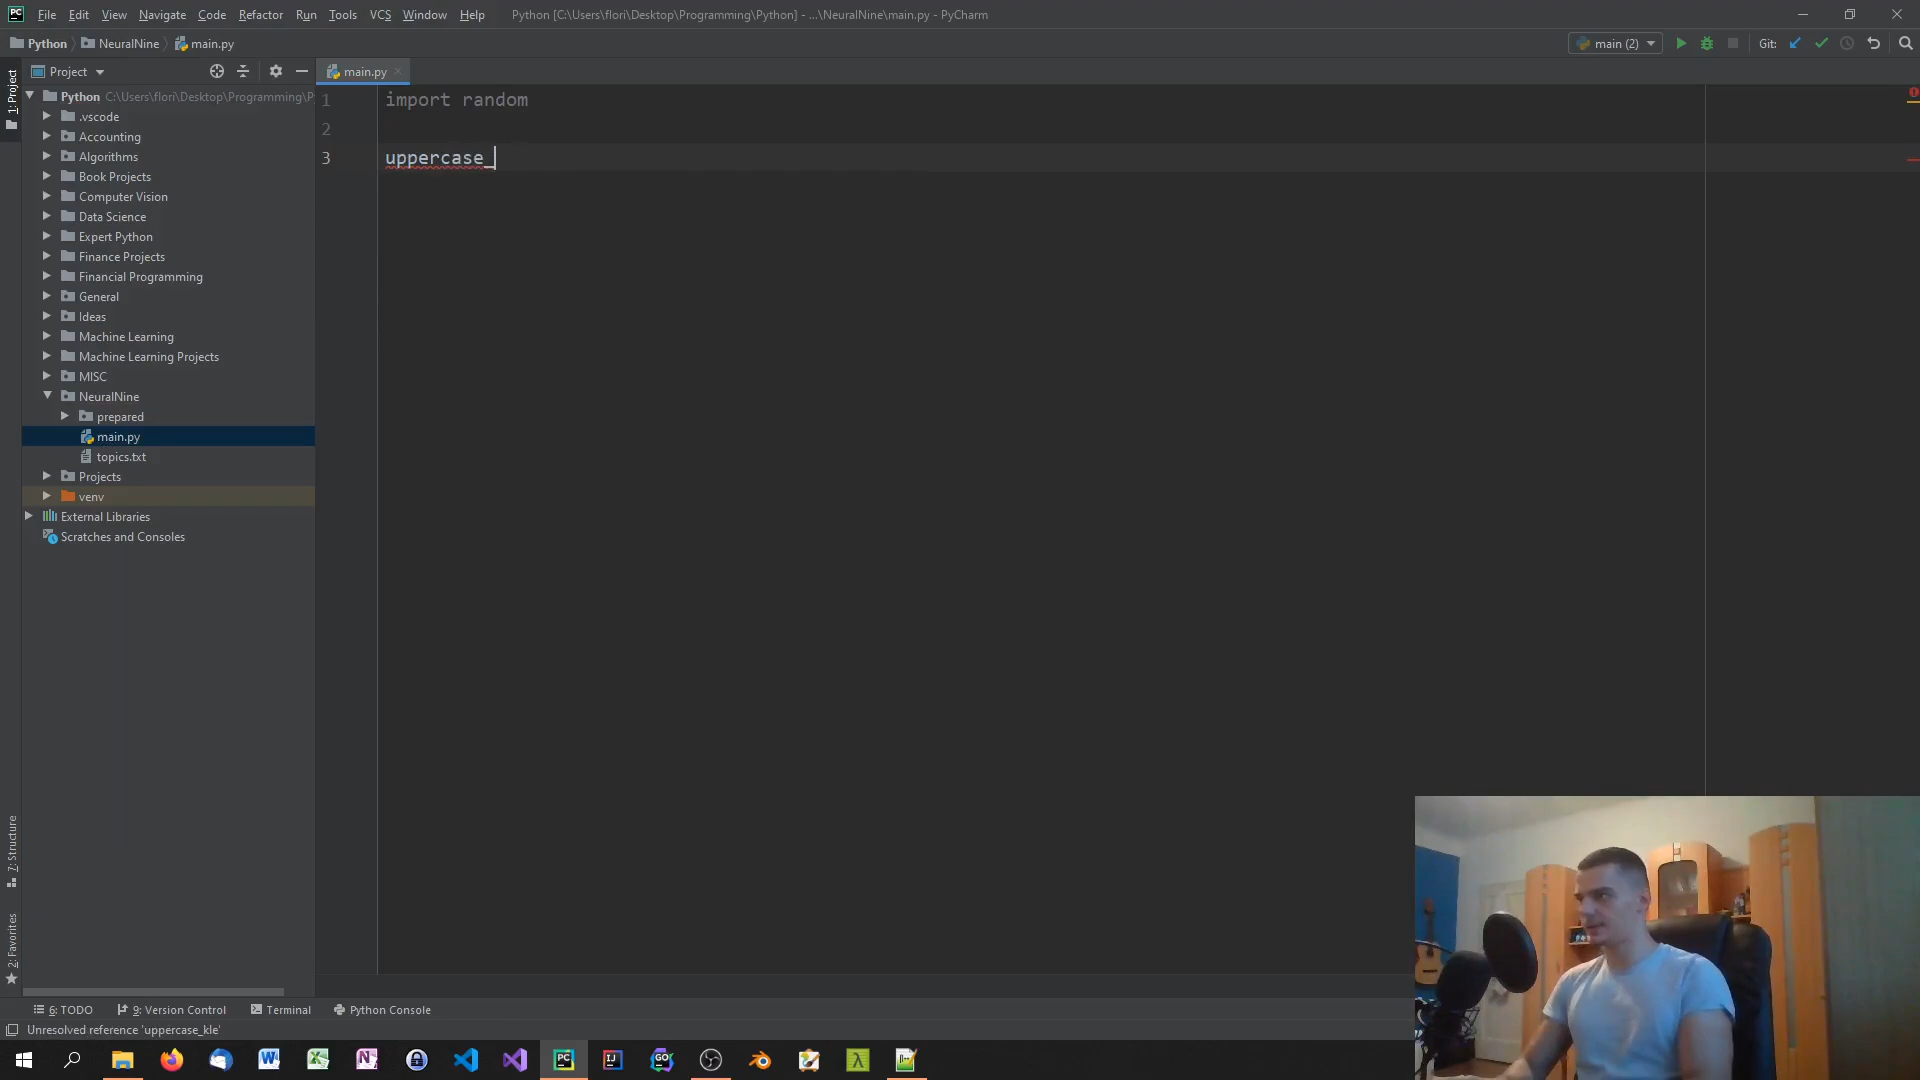 PC File Edit View Navigate Code Refactor Run Tools VCS Window Help Python [C:\Users\flori\Desktop\Programming\Python] - ...\NeuralNine\main.py - PyCharm
Python NeuralNine main.py main (2) Git:
Project main.py
1: Project
Python C:\Users\flori\Desktop\Programming\P
.vscode
Accounting
Algorithms
Book Projects
Computer Vision
Data Science
Expert Python
Finance Projects
Financial Programming
General
Ideas
Machine Learning
Machine Learning Projects
MISC
NeuralNine
prepared
main.py
topics.txt
Projects
venv
External Libraries
Scratches and Consoles
1 import random
2
3 uppercase_
7: Structure
2: Favorites
6: TODO 9: Version Control Terminal Python Console
Unresolved reference 'uppercase_kle'